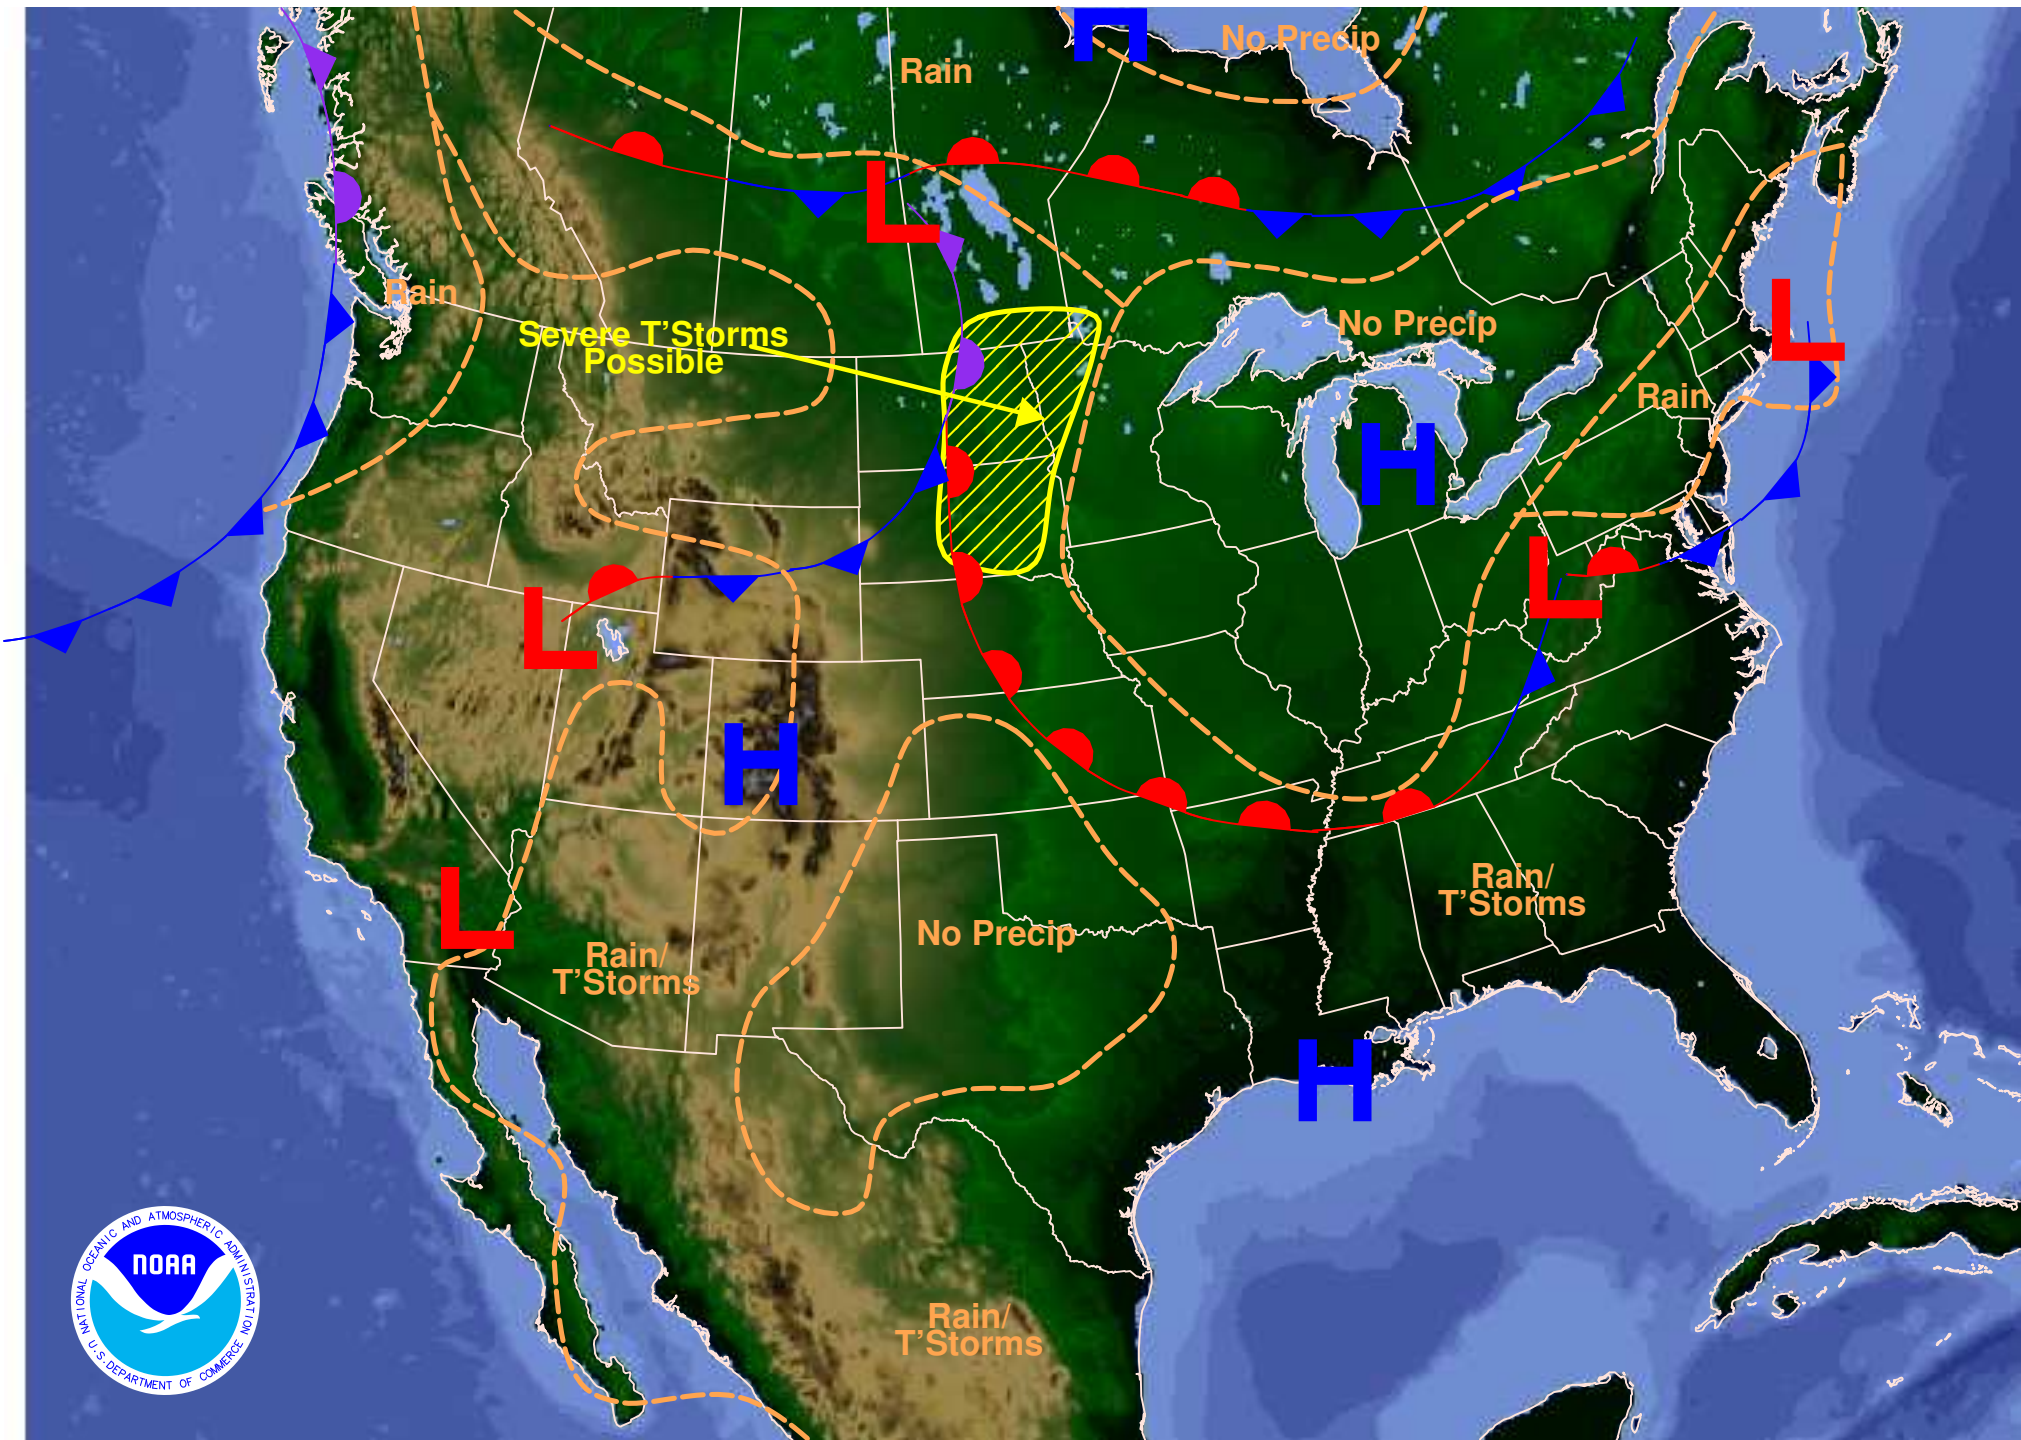 H
No Precip
Rain
L
Rain
L
Severe T'Storms
Possible
No Precip
Rain
H
L
L
H
Rain/
T'Storms
L
No Precip
Rain/
T'Storms
H
NATIONAL OCEANIC AND ATMOSPHERIC ADMINISTRATION
NOAA
U.S. DEPARTMENT OF COMMERCE
Rain/
T'Storms